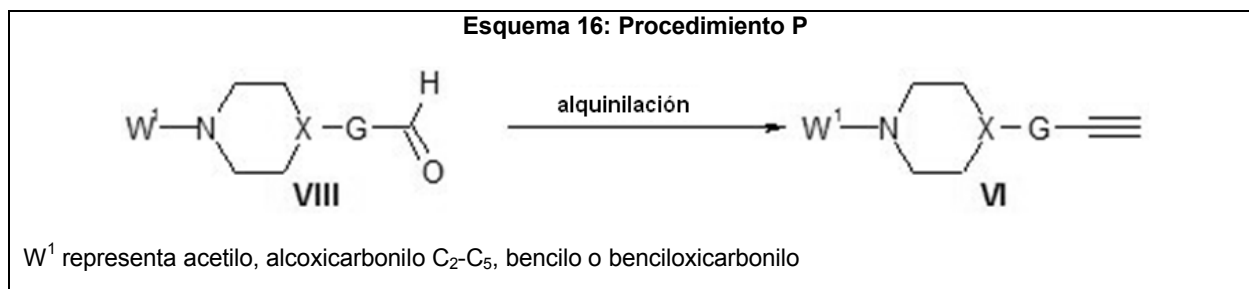 Esquema 16: Procedimiento P
H
alquinilación
W¹ N X G O W¹ N X G
VIII VI
W¹ representa acetilo, alcoxicarbonilo C₂-C₅, bencilo o benciloxicarbonilo